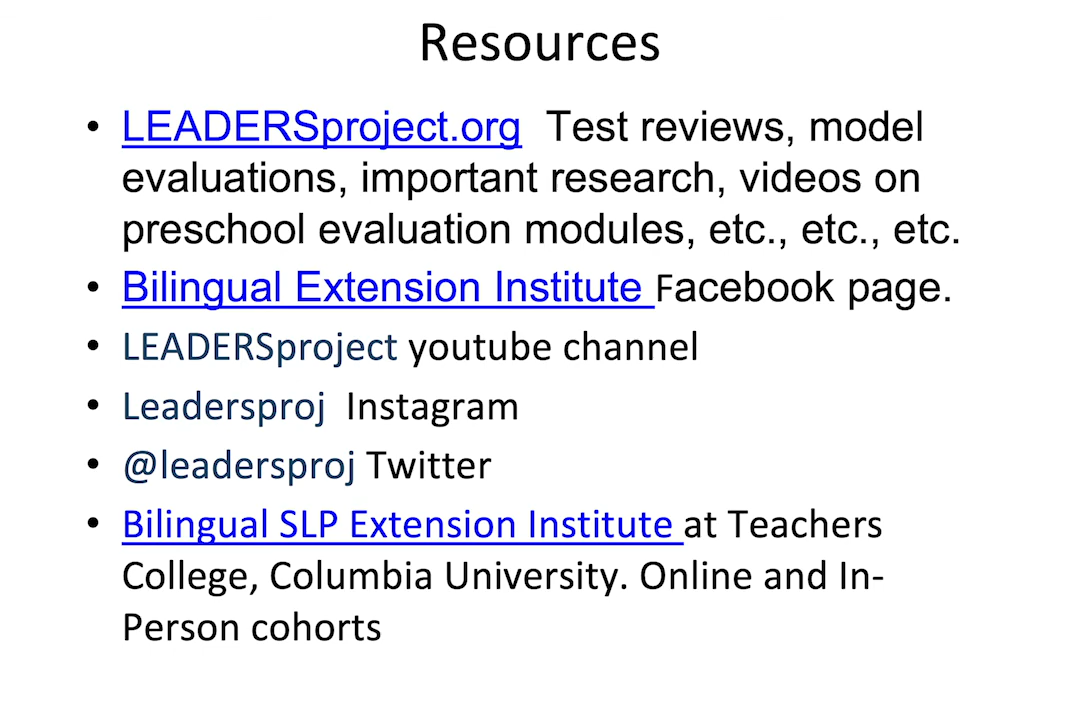 Resources
• LEADERSproject.org  Test reviews, model
evaluations, important research, videos on
preschool evaluation modules, etc., etc., etc.
• Bilingual Extension Institute Facebook page.
• LEADERSproject youtube channel
• Leadersproj  Instagram
• @leadersproj Twitter
• Bilingual SLP Extension Institute at Teachers
College, Columbia University. Online and In-
Person cohorts